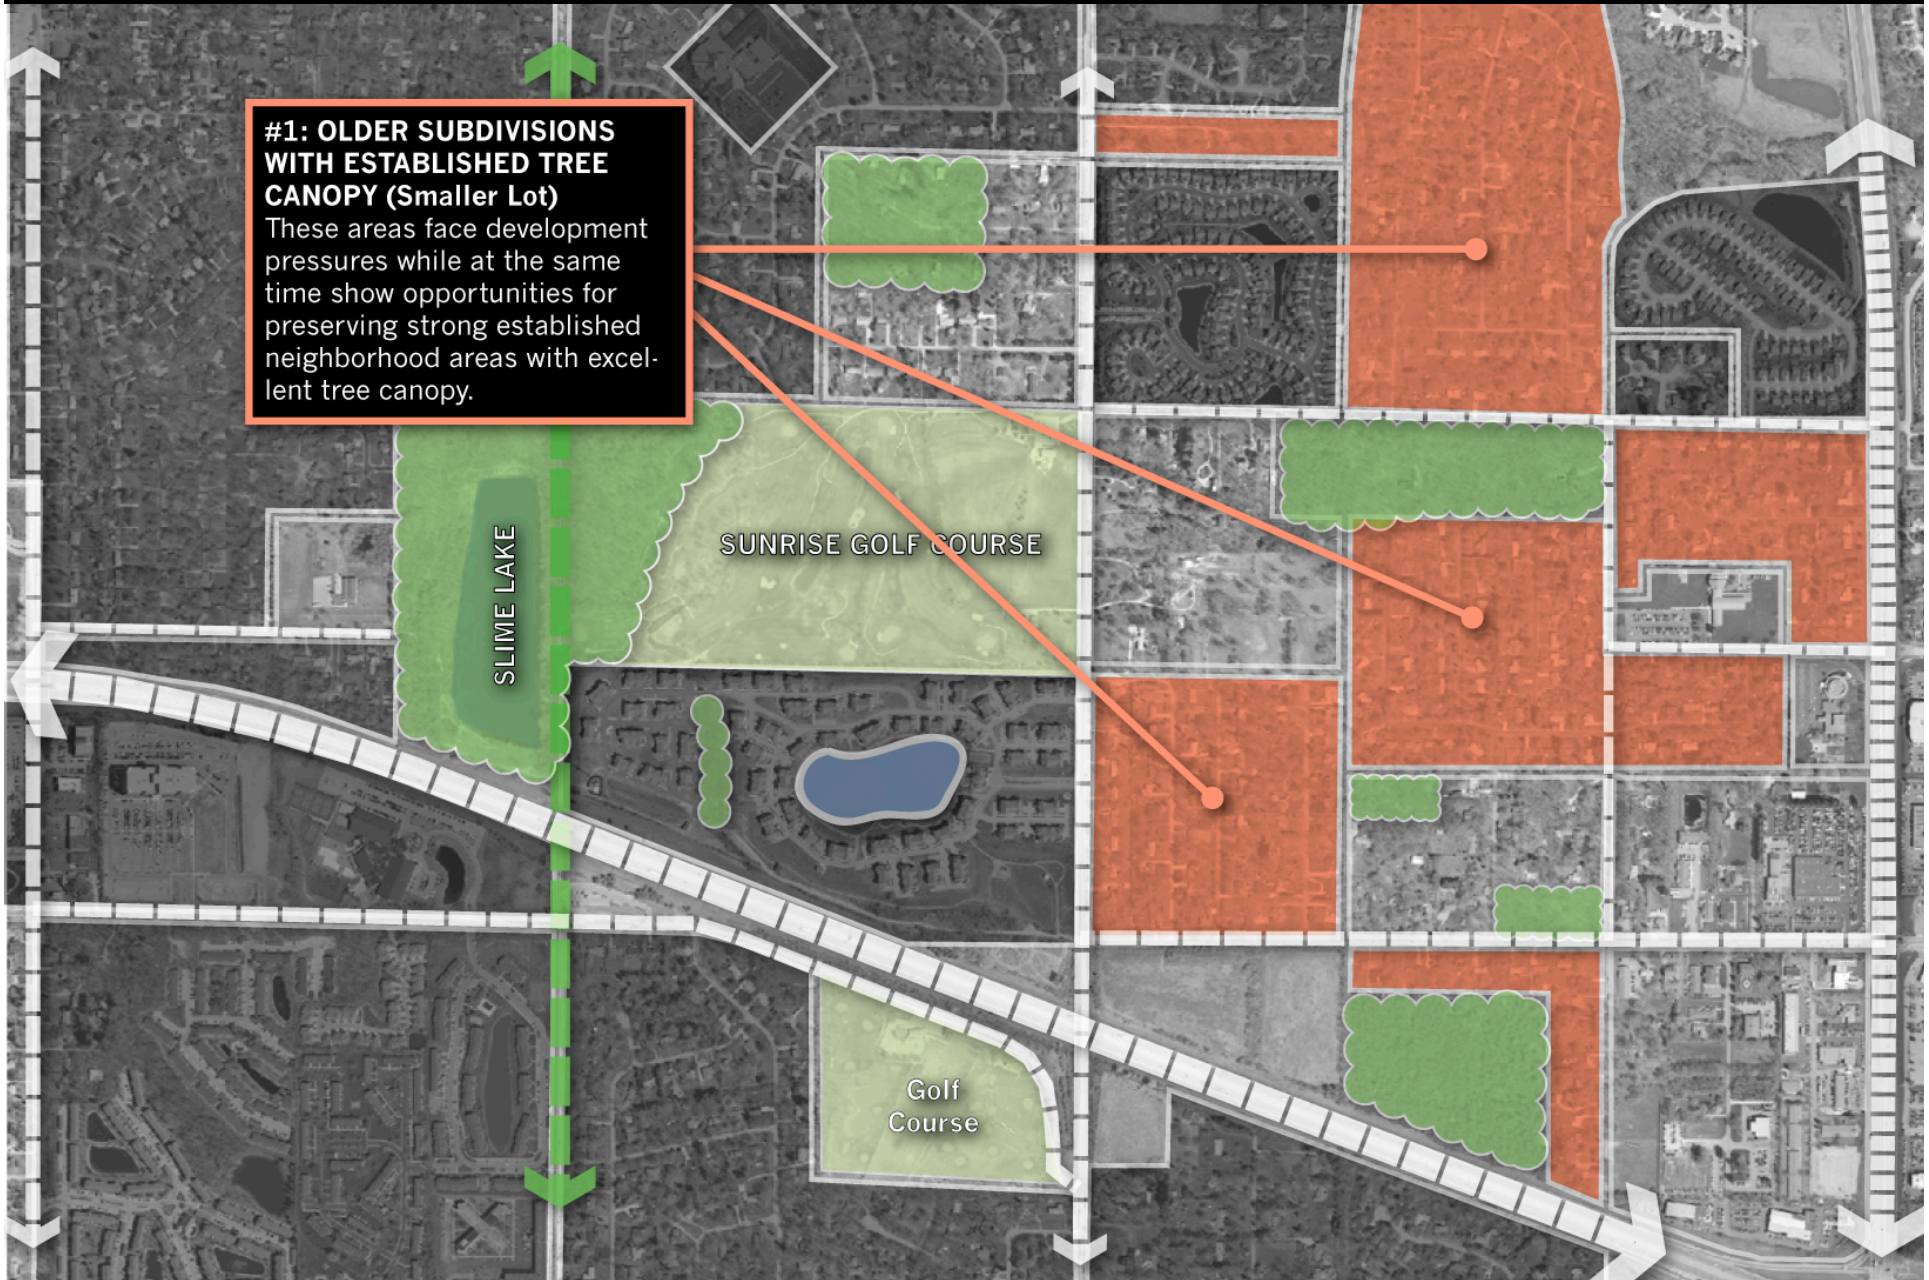 #1: OLDER SUBDIVISIONS
WITH ESTABLISHED TREE
CANOPY (Smaller Lot)
These areas face development
pressures while at the same
time show opportunities for
preserving strong established
neighborhood areas with excel-
lent tree canopy.
SLIME LAKE
SUNRISE GOLF COURSE
Golf
Course